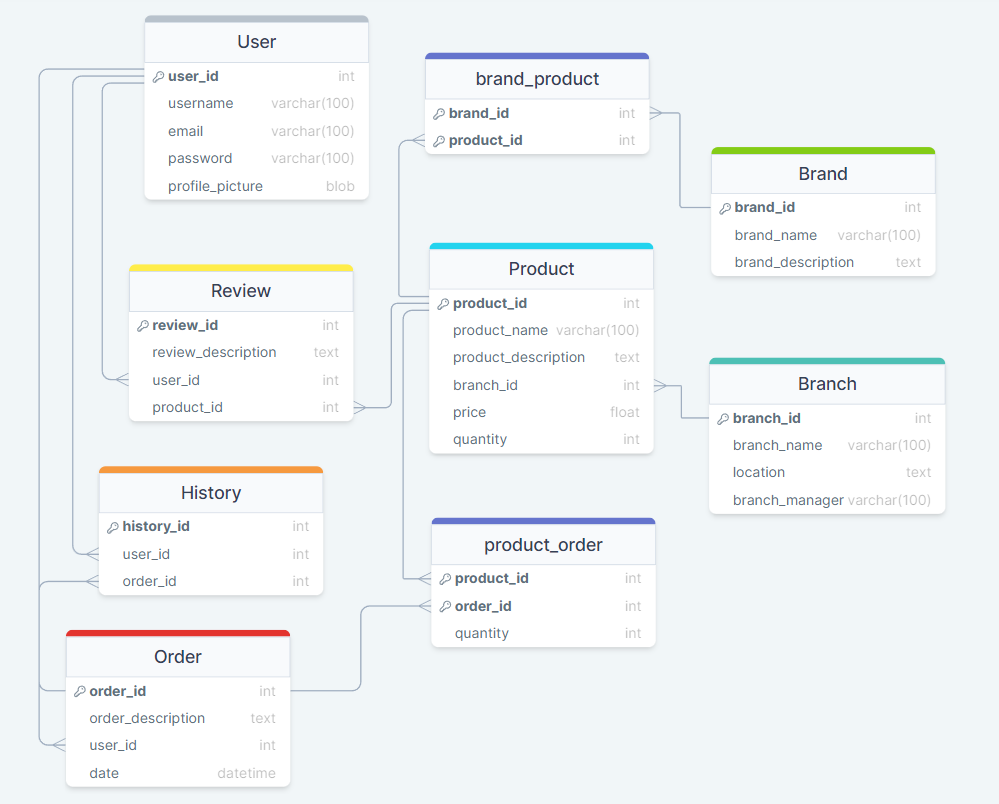 User
user_id int
username varchar(100)
email varchar(100)
password varchar(100)
profile_picture blob
brand_product
brand_id int
product_id int
Brand
brand_id int
brand_name varchar(100)
brand_description text
Review
review_id int
review_description text
user_id int
product_id int
Product
product_id int
product_name varchar(100)
product_description text
branch_id int
price float
quantity int
Branch
branch_id int
branch_name varchar(100)
location text
branch_manager varchar(100)
History
history_id int
user_id int
order_id int
product_order
product_id int
order_id int
quantity int
Order
order_id int
order_description text
user_id int
date datetime